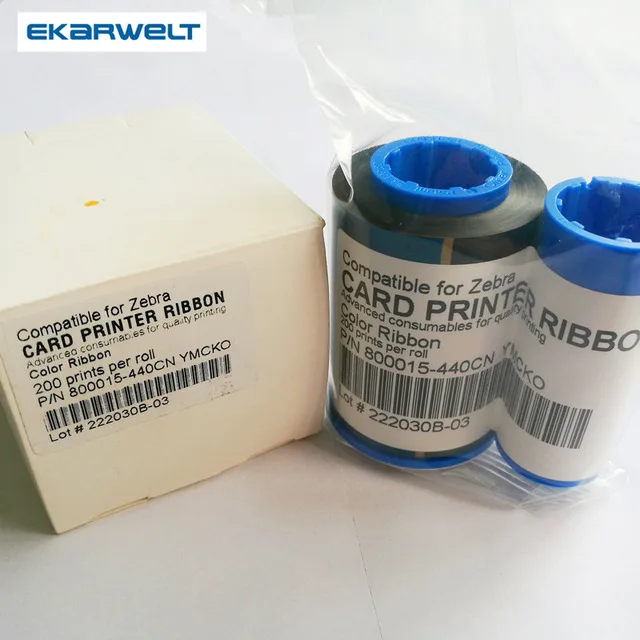 EKARWELT
Compatible for Zebra
CARD PRINTER RIBBON
Advanced consumables for quality printing
Color Ribbon
200 prints per roll
P/N 800015-440CN YMCKO
Lot # 222030B-03
Compatible for Zebra
CARD PRINTER RIBBO
Advanced consumables for quality printing
Color Ribbon
200 prints per roll
P/N 800015-440CN YMCKO
Lot # 222030B-03